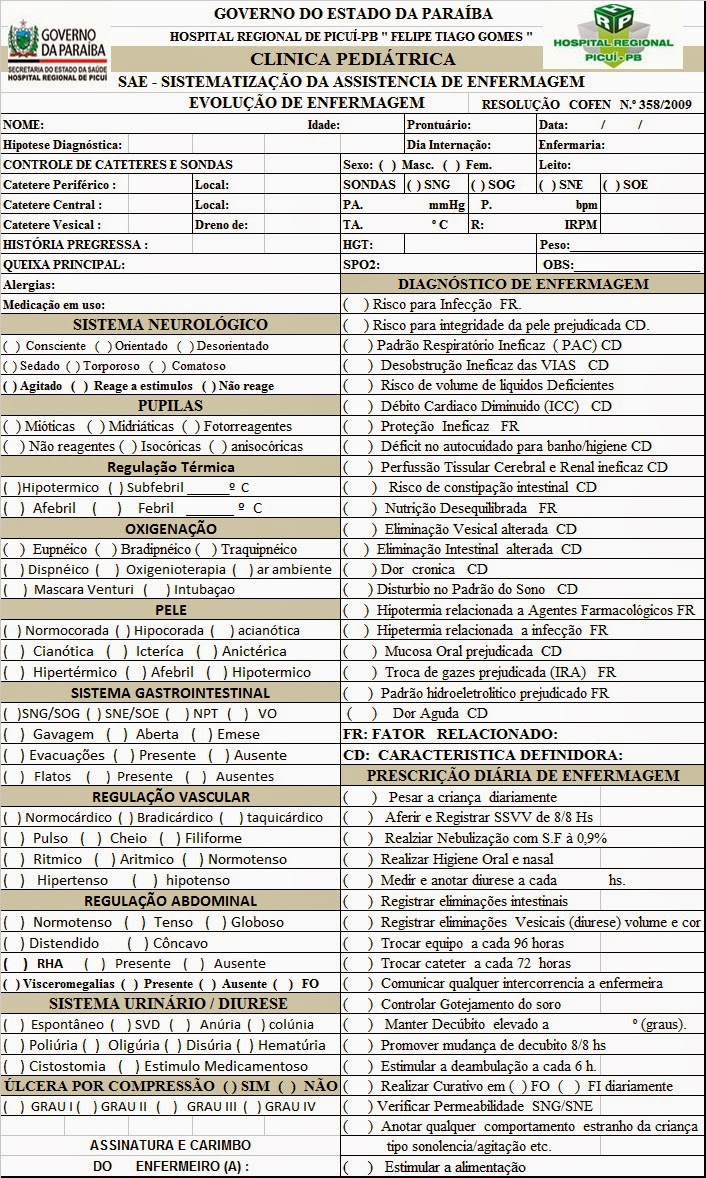 GOVERNO DO ESTADO DA PARAÍBA
HOSPITAL REGIONAL DE PICUÍ-PB " FELIPE TIAGO GOMES "
GOVERNO
DA PARAÍBA
SECRETARIA DO ESTADO DA SAÚDE
HOSPITAL REGIONAL DE PICUÍ
HRP
HOSPITAL REGIONAL
PICUÍ-PB
CLINICA PEDIÁTRICA
SAE - SISTEMATIZAÇÃO DA ASSISTENCIA DE ENFERMAGEM
EVOLUÇÃO DE ENFERMAGEM RESOLUÇÃO COFEN N.º 358/2009
NOME: Idade: Prontuário: Data: / /
Hipotese Diagnóstica: Dia Internação: Enfermaria:
CONTROLE DE CATETERES E SONDAS Sexo: ( ) Masc. ( ) Fem. Leito:
Catetere Periférico : Local: SONDAS ( ) SNG ( ) SOG ( ) SNE ( ) SOE
Catetere Central : Local: PA. mmHg P. bpm
Catetere Vesical : Dreno de: TA. º C R: IRPM
HISTÓRIA PREGRESSA : HGT: Peso:____________________
QUEIXA PRINCIPAL: SPO2: OBS:____________________
Alergias:
Medicação em uso:
SISTEMA NEUROLÓGICO
( ) Consciente ( ) Orientado ( ) Desorientado
( ) Sedado ( ) Torporoso ( ) Comatoso
( ) Agitado ( ) Reage a estimulos ( ) Não reage
PUPILAS
( ) Mióticas ( ) Midriáticas ( ) Fotorreagentes
( ) Não reagentes ( ) Isocóricas ( ) anisocóricas
Regulação Térmica
( )Hipotermico ( ) Subfebril ______º C
( ) Afebril ( ) Febril _______ º C
OXIGENAÇÃO
( ) Eupnéico ( ) Bradipnéico ( ) Traquipnéico
( ) Dispnéico ( ) Oxigenioterapia ( ) ar ambiente
( ) Mascara Venturi ( ) Intubaçao
PELE
( ) Normocorada ( ) Hipocorada ( ) acianótica
( ) Cianótica ( ) Icteríca ( ) Anictérica
( ) Hipertérmico ( ) Afebril ( ) Hipotermico
SISTEMA GASTROINTESTINAL
( )SNG/SOG ( ) SNE/SOE ( ) NPT ( ) VO
( ) Gavagem ( ) Aberta ( ) Emese
( ) Evacuações ( ) Presente ( ) Ausente
( ) Flatos ( ) Presente ( ) Ausentes
REGULAÇÃO VASCULAR
( ) Normocárdico ( ) Bradicárdico ( ) taquicárdico
( ) Pulso ( ) Cheio ( ) Filiforme
( ) Ritmico ( ) Aritmico ( ) Normotenso
( ) Hipertenso ( ) hipotenso
REGULAÇÃO ABDOMINAL
( ) Normotenso ( ) Tenso ( ) Globoso
( ) Distendido ( ) Côncavo
( ) RHA ( ) Presente ( ) Ausente
( ) Visceromegalias ( ) Presente ( ) Ausente ( ) FO
SISTEMA URINÁRIO / DIURESE
( ) Espontâneo ( ) SVD ( ) Anúria ( ) colúnia
( ) Poliúria ( ) Oligúria ( ) Disúria ( ) Hematúria
( ) Cistostomia ( ) Estimulo Medicamentoso
ÚLCERA POR COMPRESSÃO ( ) SIM ( ) NÃO
( ) GRAU I ( ) GRAU II ( ) GRAU III ( ) GRAU IV
ASSINATURA E CARIMBO
DO ENFERMEIRO (A) :
DIAGNÓSTICO DE ENFERMAGEM
( ) Risco para Infecção FR.
( ) Risco para integridade da pele prejudicada CD.
( ) Padrão Respiratório Ineficaz ( PAC) CD
( ) Desobstrução Ineficaz das VIAS CD
( ) Risco de volume de liquidos Deficientes
( ) Débito Cardiaco Diminuido (ICC) CD
( ) Proteção Ineficaz FR
( ) Déficit no autocuidado para banho/higiene CD
( ) Perfussão Tissular Cerebral e Renal ineficaz CD
( ) Risco de constipação intestinal CD
( ) Nutrição Desequilibrada FR
( ) Eliminação Vesical alterada CD
( ) Eliminação Intestinal alterada CD
( ) Dor cronica CD
( ) Disturbio no Padrão do Sono CD
( ) Hipotermia relacionada a Agentes Farmacológicos FR
( ) Hipetermia relacionada a infecção FR
( ) Mucosa Oral prejudicada CD
( ) Troca de gazes prejudicada (IRA) FR
( ) Padrão hidroeletrolítico prejudicado FR
( ) Dor Aguda CD
FR: FATOR RELACIONADO:
CD: CARACTERISTICA DEFINIDORA:
PRESCRIÇÃO DIÁRIA DE ENFERMAGEM
( ) Pesar a criança diariamente
( ) Aferir e Registrar SSVV de 8/8 Hs
( ) Realziar Nebulização com S.F à 0,9%
( ) Realizar Higiene Oral e nasal
( ) Medir e anotar diurese a cada hs.
( ) Registrar eliminações intestinais
( ) Registrar eliminações Vesicais (diurese) volume e cor
( ) Trocar equipo a cada 96 horas
( ) Trocar cateter a cada 72 horas
( ) Comunicar qualquer intercorrencia a enfermeira
( ) Controlar Gotejamento do soro
( ) Manter Decúbito elevado a º (graus).
( ) Promover mudança de decubito 8/8 hs
( ) Estimular a deambulação a cada 6 h.
( ) Realizar Curativo em ( ) FO ( ) FI diariamente
( ) Verificar Permeabilidade SNG/SNE
( ) Anotar qualquer comportamento estranho da criança
tipo sonolencia/agitação etc.
( ) Estimular a alimentação